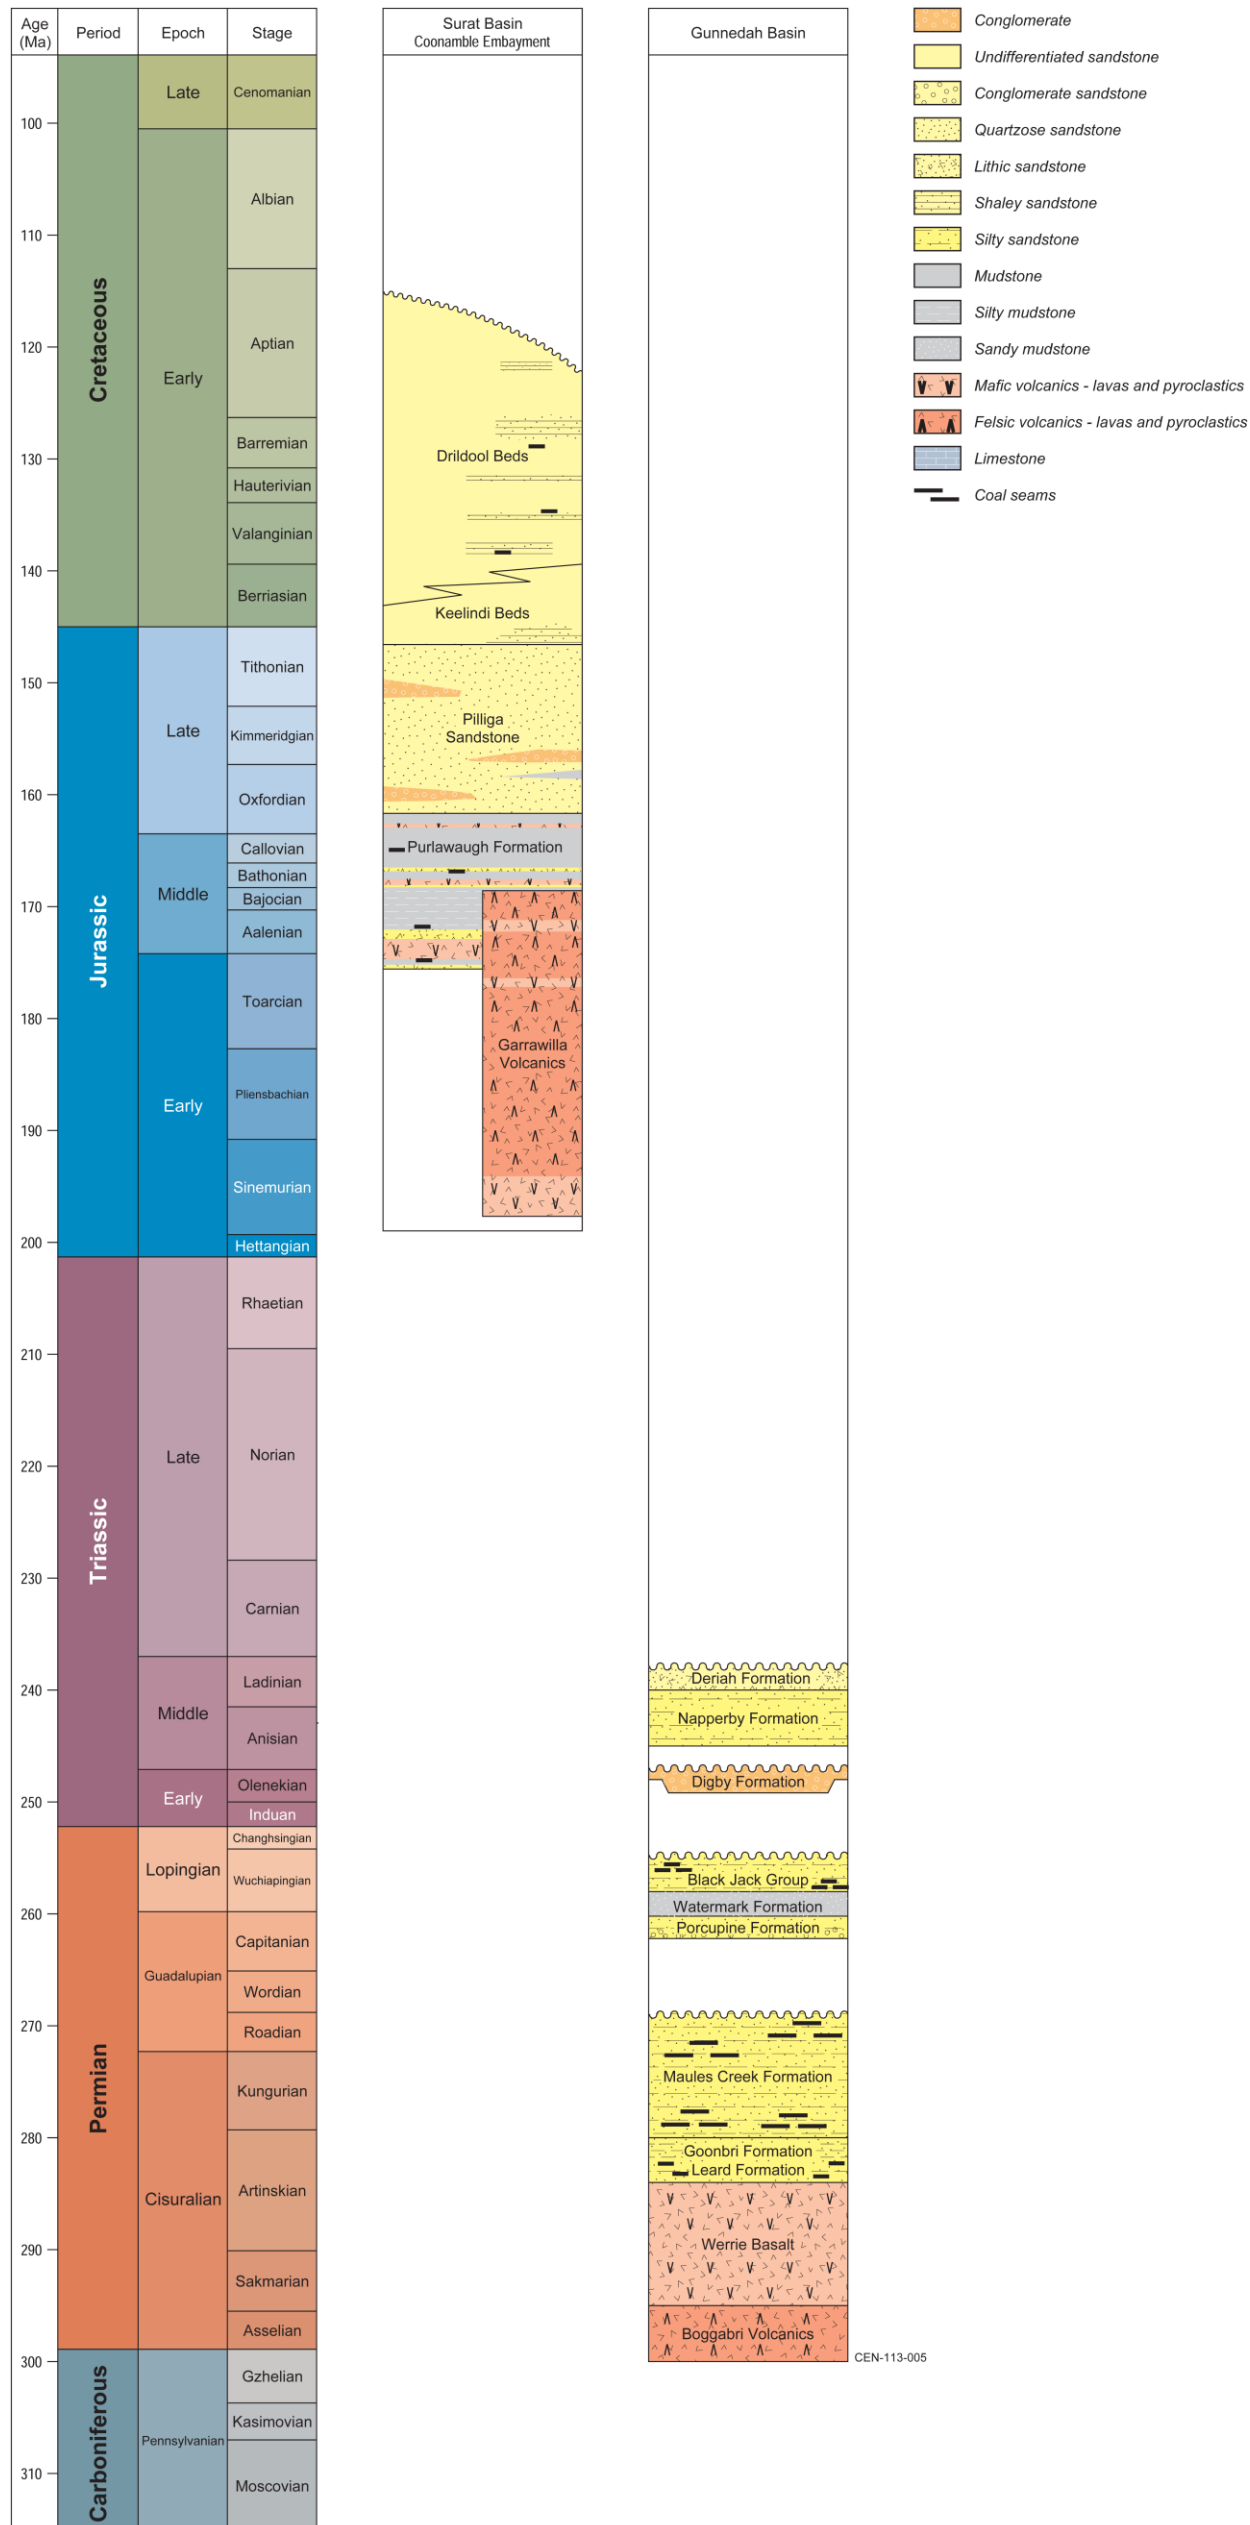 Age
(Ma)
Period
Epoch
Stage
Surat Basin
Coonamble Embayment
Gunnedah Basin
100
110
120
130
140
150
160
170
180
190
200
210
220
230
240
250
260
270
280
290
300
310
Cretaceous
Jurassic
Triassic
Permian
Carboniferous
Late
Early
Late
Middle
Early
Late
Middle
Early
Lopingian
Guadalupian
Cisuralian
Pennsylvanian
Cenomanian
Albian
Aptian
Barremian
Hauterivian
Valanginian
Berriasian
Tithonian
Kimmeridgian
Oxfordian
Callovian
Bathonian
Bajocian
Aalenian
Toarcian
Pliensbachian
Sinemurian
Hettangian
Rhaetian
Norian
Carnian
Ladinian
Anisian
Olenekian
Induan
Changhsingian
Wuchiapingian
Capitanian
Wordian
Roadian
Kungurian
Artinskian
Sakmarian
Asselian
Gzhelian
Kasimovian
Moscovian
Drildool Beds
Keelindi Beds
Pilliga
Sandstone
Purlawaugh Formation
Garrawilla
Volcanics
Deriah Formation
Napperby Formation
Digby Formation
Black Jack Group
Watermark Formation
Porcupine Formation
Maules Creek Formation
Goonbri Formation
Leard Formation
Werrie Basalt
Boggabri Volcanics
CEN-113-005
Conglomerate
Undifferentiated sandstone
Conglomerate sandstone
Quartzose sandstone
Lithic sandstone
Shaley sandstone
Silty sandstone
Mudstone
Silty mudstone
Sandy mudstone
Mafic volcanics - lavas and pyroclastics
Felsic volcanics - lavas and pyroclastics
Limestone
Coal seams